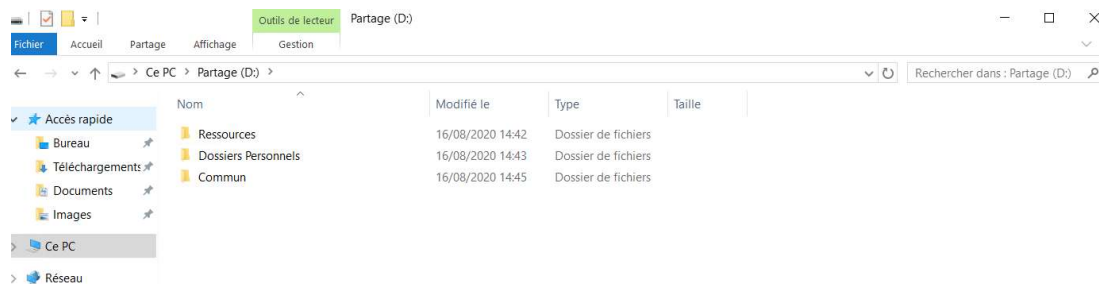 Outils de lecteur Partage (D:)
Fichier Accueil Partage Affichage Gestion
Ce PC > Partage (D:) > Rechercher dans : Partage (D:)
Nom Modifié le Type Taille
Accès rapide
Bureau
Téléchargements
Documents
Images
Ce PC
Réseau
Ressources 16/08/2020 14:42 Dossier de fichiers
Dossiers Personnels 16/08/2020 14:43 Dossier de fichiers
Commun 16/08/2020 14:45 Dossier de fichiers